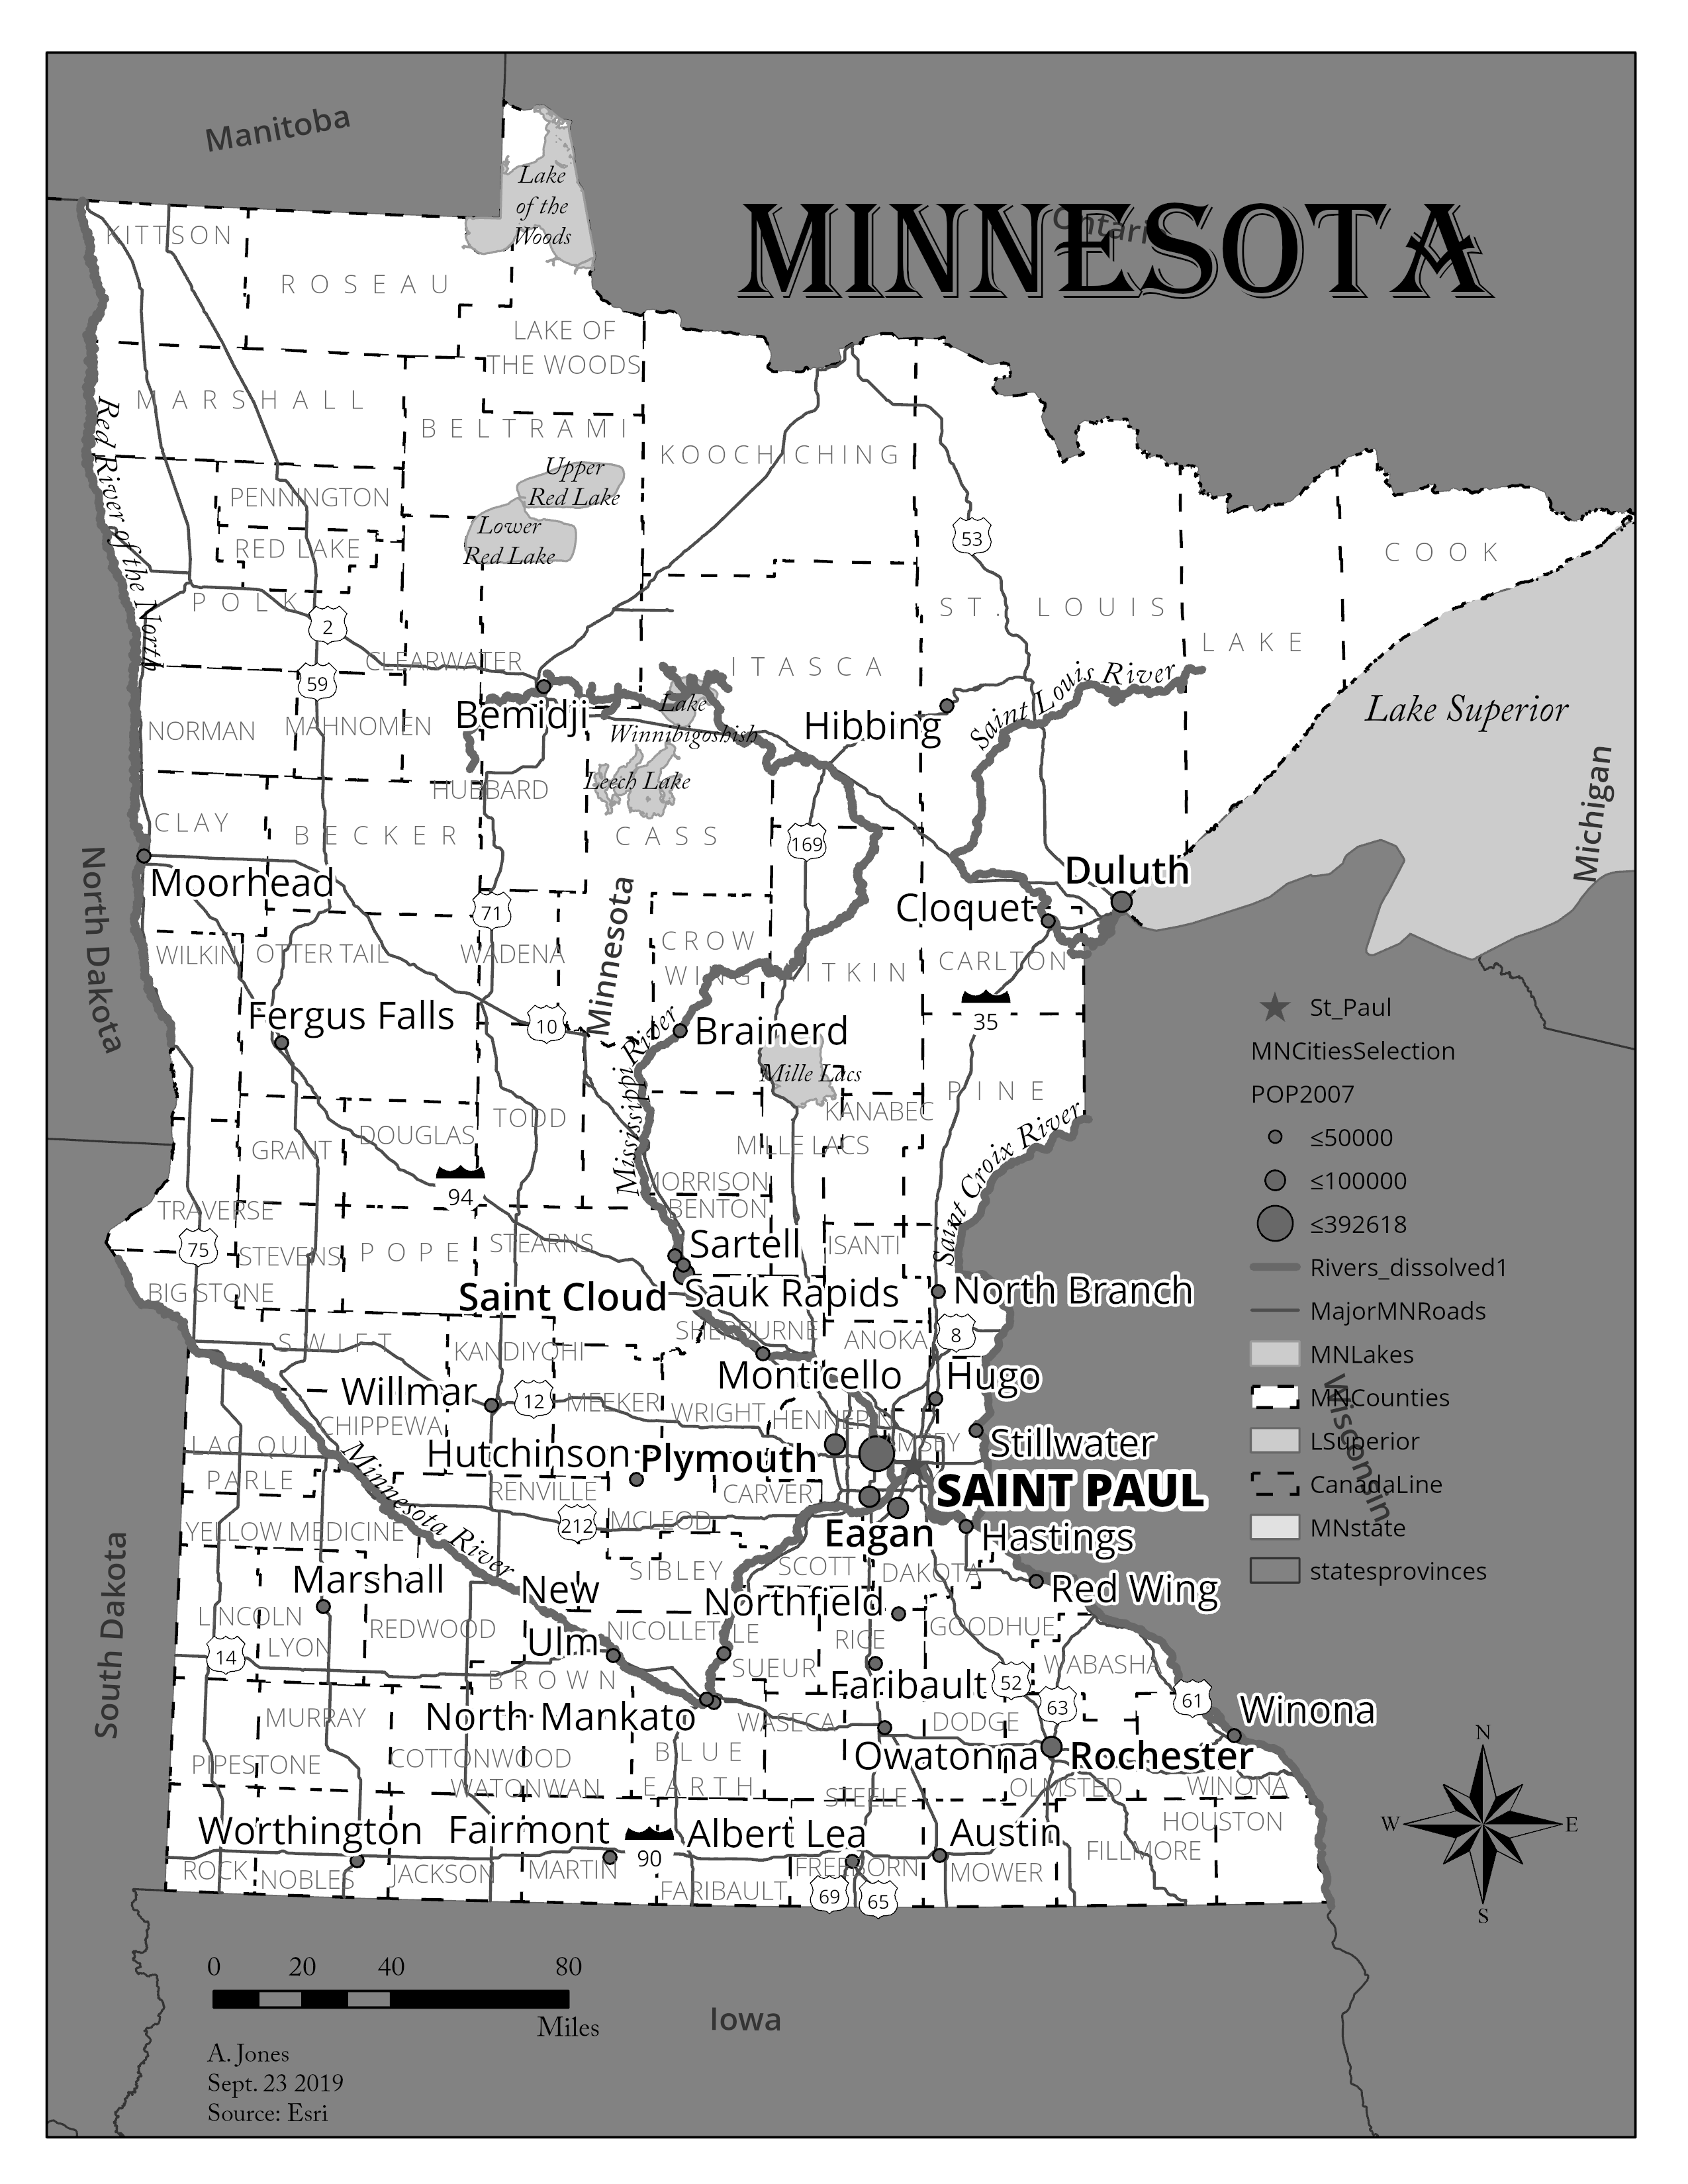 Manitoba
Ontari
MINNESOTA
Lake
of the
Woods
KITTSON
ROSEAU
LAKE OF
THE WOODS
MARSHALL
BELTRAMI
KOOCHICHING
Red River of the North
Upper
Red Lake
Lower
Red Lake
PENNINGTON
RED LAKE
53
COOK
POLK
2
ST. LOUIS
LAKE
CLEARWATER
ITASCA
59
Saint Louis River
Lake Superior
Bemidji
Lake
Winnibigoshish
Hibbing
NORMAN
MAHNOMEN
Leech Lake
HUBBARD
Michigan
CLAY
BECKER
CASS
169
North Dakota
Moorhead
Duluth
71
Cloquet
Minnesota
WILKIN
OTTER TAIL
WADENA
CROW
WING
AITKIN
CARLTON
Fergus Falls
10
35
Brainerd
Mississippi River
Mille Lacs
PINE
KANABEC
TODD
DOUGLAS
GRANT
MILLE LACS
Saint Croix River
94
MORRISON
BENTON
TRAVERSE
75
STEVENS
POPE
STEARNS
Sartell
ISANTI
BIG STONE
Saint Cloud
Sauk Rapids
North Branch
SWIFT
KANDIYOHI
SHERBURNE
ANOKA
8
Monticello
Hugo
Willmar
12
MEEKER
WRIGHT
HENNEPIN
CHIPPEWA
LAC QUI
PARLE
Hutchinson
Plymouth
RAMSEY
Stillwater
Minnesota River
RENVILLE
CARVER
SAINT PAUL
212
MCLEOD
YELLOW MEDICINE
Eagan
Hastings
SIBLEY
SCOTT
DAKOTA
Marshall
New
Ulm
Northfield
Red Wing
South Dakota
LINCOLN
LYON
REDWOOD
NICOLLET
LE
SUEUR
RICE
GOODHUE
14
BROWN
Faribault
52
WABASHA
63
61
Winona
MURRAY
North Mankato
WASECA
DODGE
PIPESTONE
COTTONWOOD
WATONWAN
BLUE
EARTH
Owatonna
Rochester
STEELE
OLMSTED
WINONA
HOUSTON
Worthington
Fairmont
90
Albert Lea
Austin
FILLMORE
ROCK
NOBLES
JACKSON
MARTIN
FARIBAULT
FREEBORN
MOWER
69
65
St_Paul
MNCitiesSelection
POP2007
≤50000
≤100000
≤392618
Rivers_dissolved1
MajorMNRoads
MNLakes
MNCounties
LSuperior
CanadaLine
MNstate
statesprovinces
Wisconsin
N
W
E
S
0 20 40 80
Miles
Iowa
A. Jones
Sept. 23 2019
Source: Esri